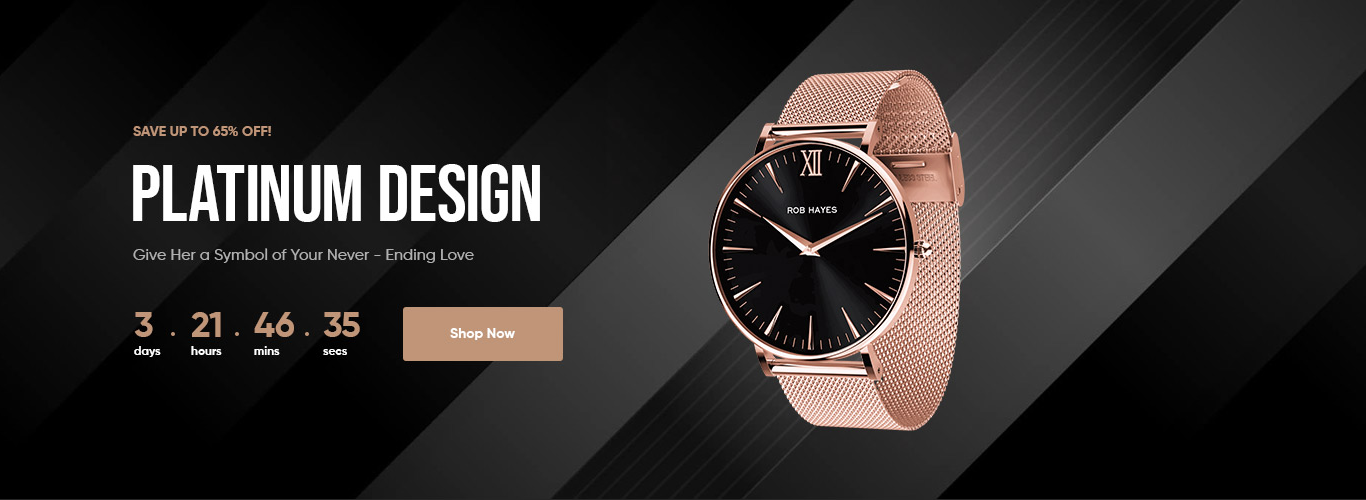 SAVE UP TO 65% OFF!
PLATINUM DESIGN
Give Her a Symbol of Your Never - Ending Love
3 . 21 . 46 . 35
days hours mins secs
Shop Now
XII
ROB HAYES